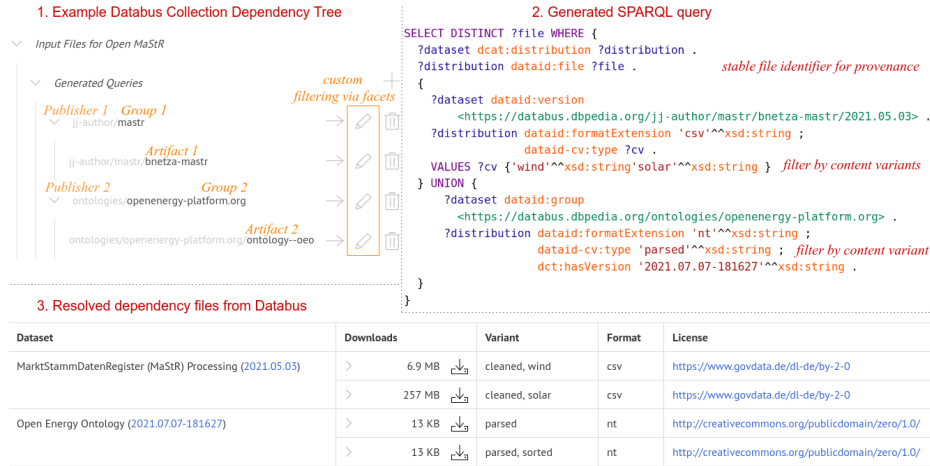 1. Example Databus Collection Dependency Tree
Input Files for Open MaStR
Generated Queries
custom
filtering via facets
Publisher 1 Group 1
jj-author/mastr
Artifact 1
jj-author/mastr/bnetza-mastr
Publisher 2 Group 2
ontologies/openenergy-platform.org
Artifact 2
ontologies/openenergy-platform.org/ontology--oeo
2. Generated SPARQL query
SELECT DISTINCT ?file WHERE {
?dataset dcat:distribution ?distribution .
?distribution dataid:file ?file .
stable file identifier for provenance
{
?dataset dataid:version
<https://databus.dbpedia.org/jj-author/mastr/bnetza-mastr/2021.05.03> .
?distribution dataid:formatExtension 'csv'^^xsd:string ;
dataid-cv:type ?cv .
VALUES ?cv {'wind'^^xsd:string'solar'^^xsd:string } filter by content variants
} UNION {
?dataset dataid:group
<https://databus.dbpedia.org/ontologies/openenergy-platform.org> .
?distribution dataid:formatExtension 'nt'^^xsd:string ;
dataid-cv:type 'parsed'^^xsd:string ; filter by content variant
dct:hasVersion '2021.07.07-181627'^^xsd:string .
}
}
3. Resolved dependency files from Databus
Dataset Downloads Variant Format License
MarktStammDatenRegister (MaStR) Processing (2021.05.03) 6.9 MB cleaned, wind csv https://www.govdata.de/dl-de/by-2-0
257 MB cleaned, solar csv https://www.govdata.de/dl-de/by-2-0
Open Energy Ontology (2021.07.07-181627) 13 KB parsed nt http://creativecommons.org/publicdomain/zero/1.0/
13 KB parsed, sorted nt http://creativecommons.org/publicdomain/zero/1.0/